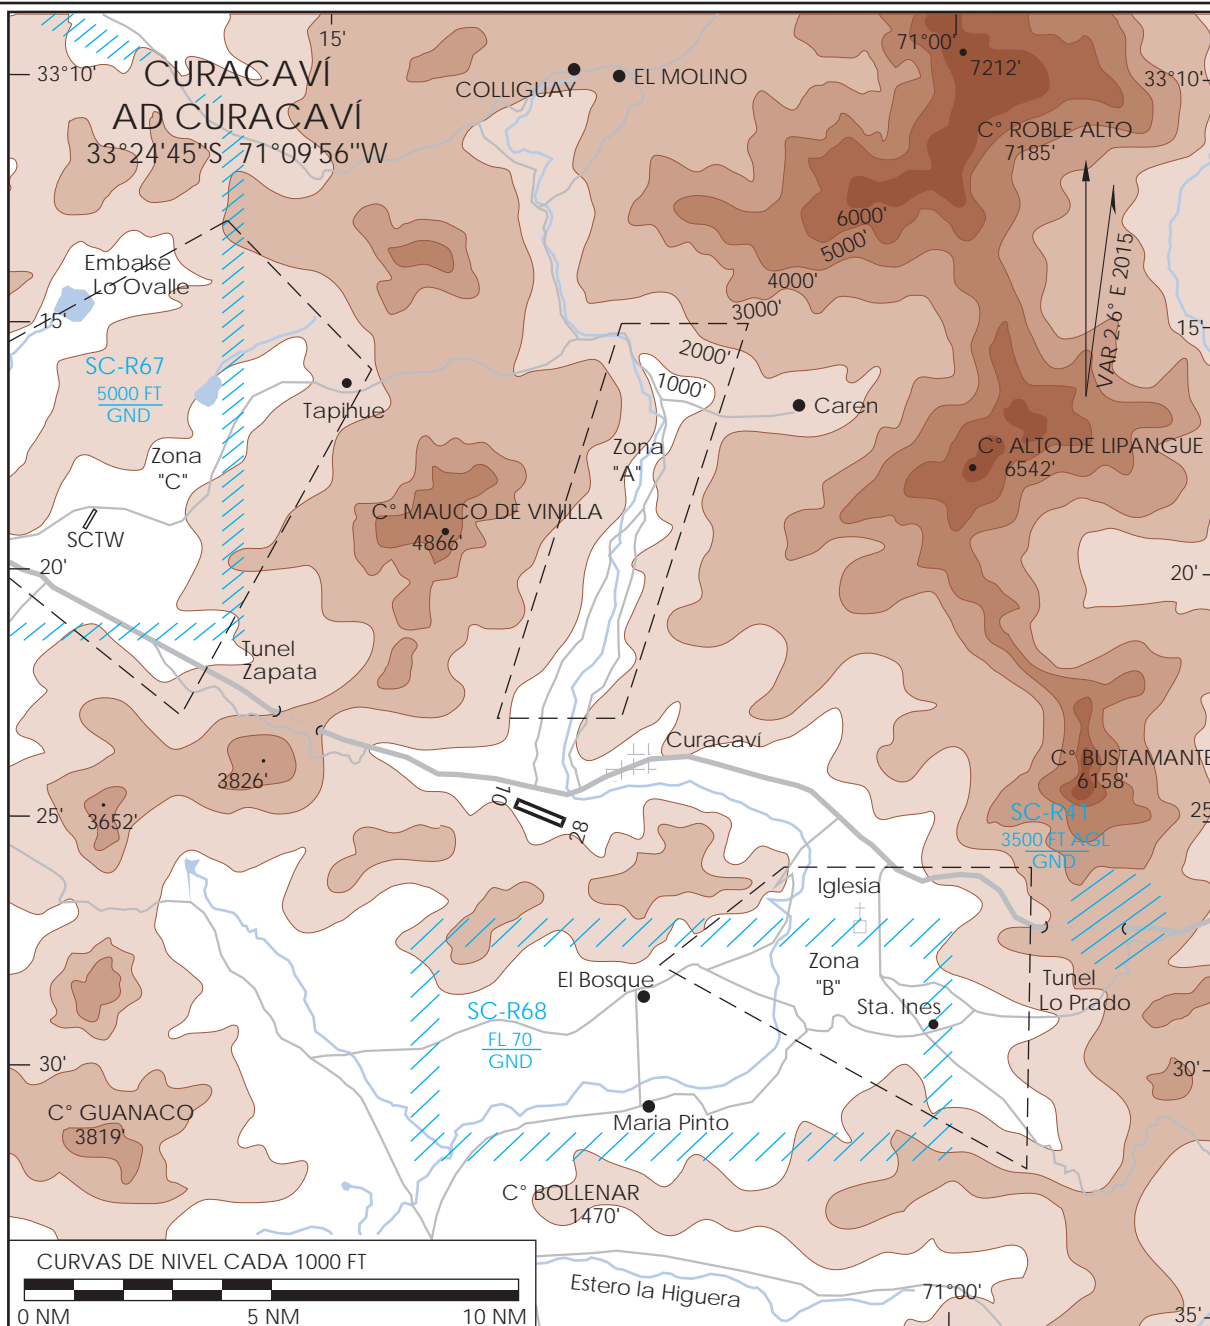 15'
71°00'
33°10'
CURACAVÍ
AD CURACAVÍ
33°24'45"S 71°09'56"W
COLLIGUAY
EL MOLINO
7212'
33°10'
C° ROBLE ALTO
7185'
6000'
5000'
4000'
3000'
2000'
1000'
VAR 2.6° E 2015
Embalse
Lo Ovalle
15'
15'
SC-R67
5000 FT
GND
Tapihue
Caren
Zona
"A"
Zona
"C"
C° ALTO DE LIPANGUE
6542'
C° MAUCO DE VINILLA
4866'
SCTW
20'
20'
Tunel
Zapata
Curacaví
C° BUSTAMANTE
6158'
3826'
3652'
25'
10
28
25
SC-R41
3500 FT AGL
GND
Iglesia
Zona
"B"
El Bosque
Sta. Ines
Tunel
Lo Prado
SC-R68
FL 70
GND
30'
30'
C° GUANACO
3819'
Maria Pinto
C° BOLLENAR
1470'
CURVAS DE NIVEL CADA 1000 FT
0 NM
5 NM
10 NM
Estero la Higuera
71°00'
35'